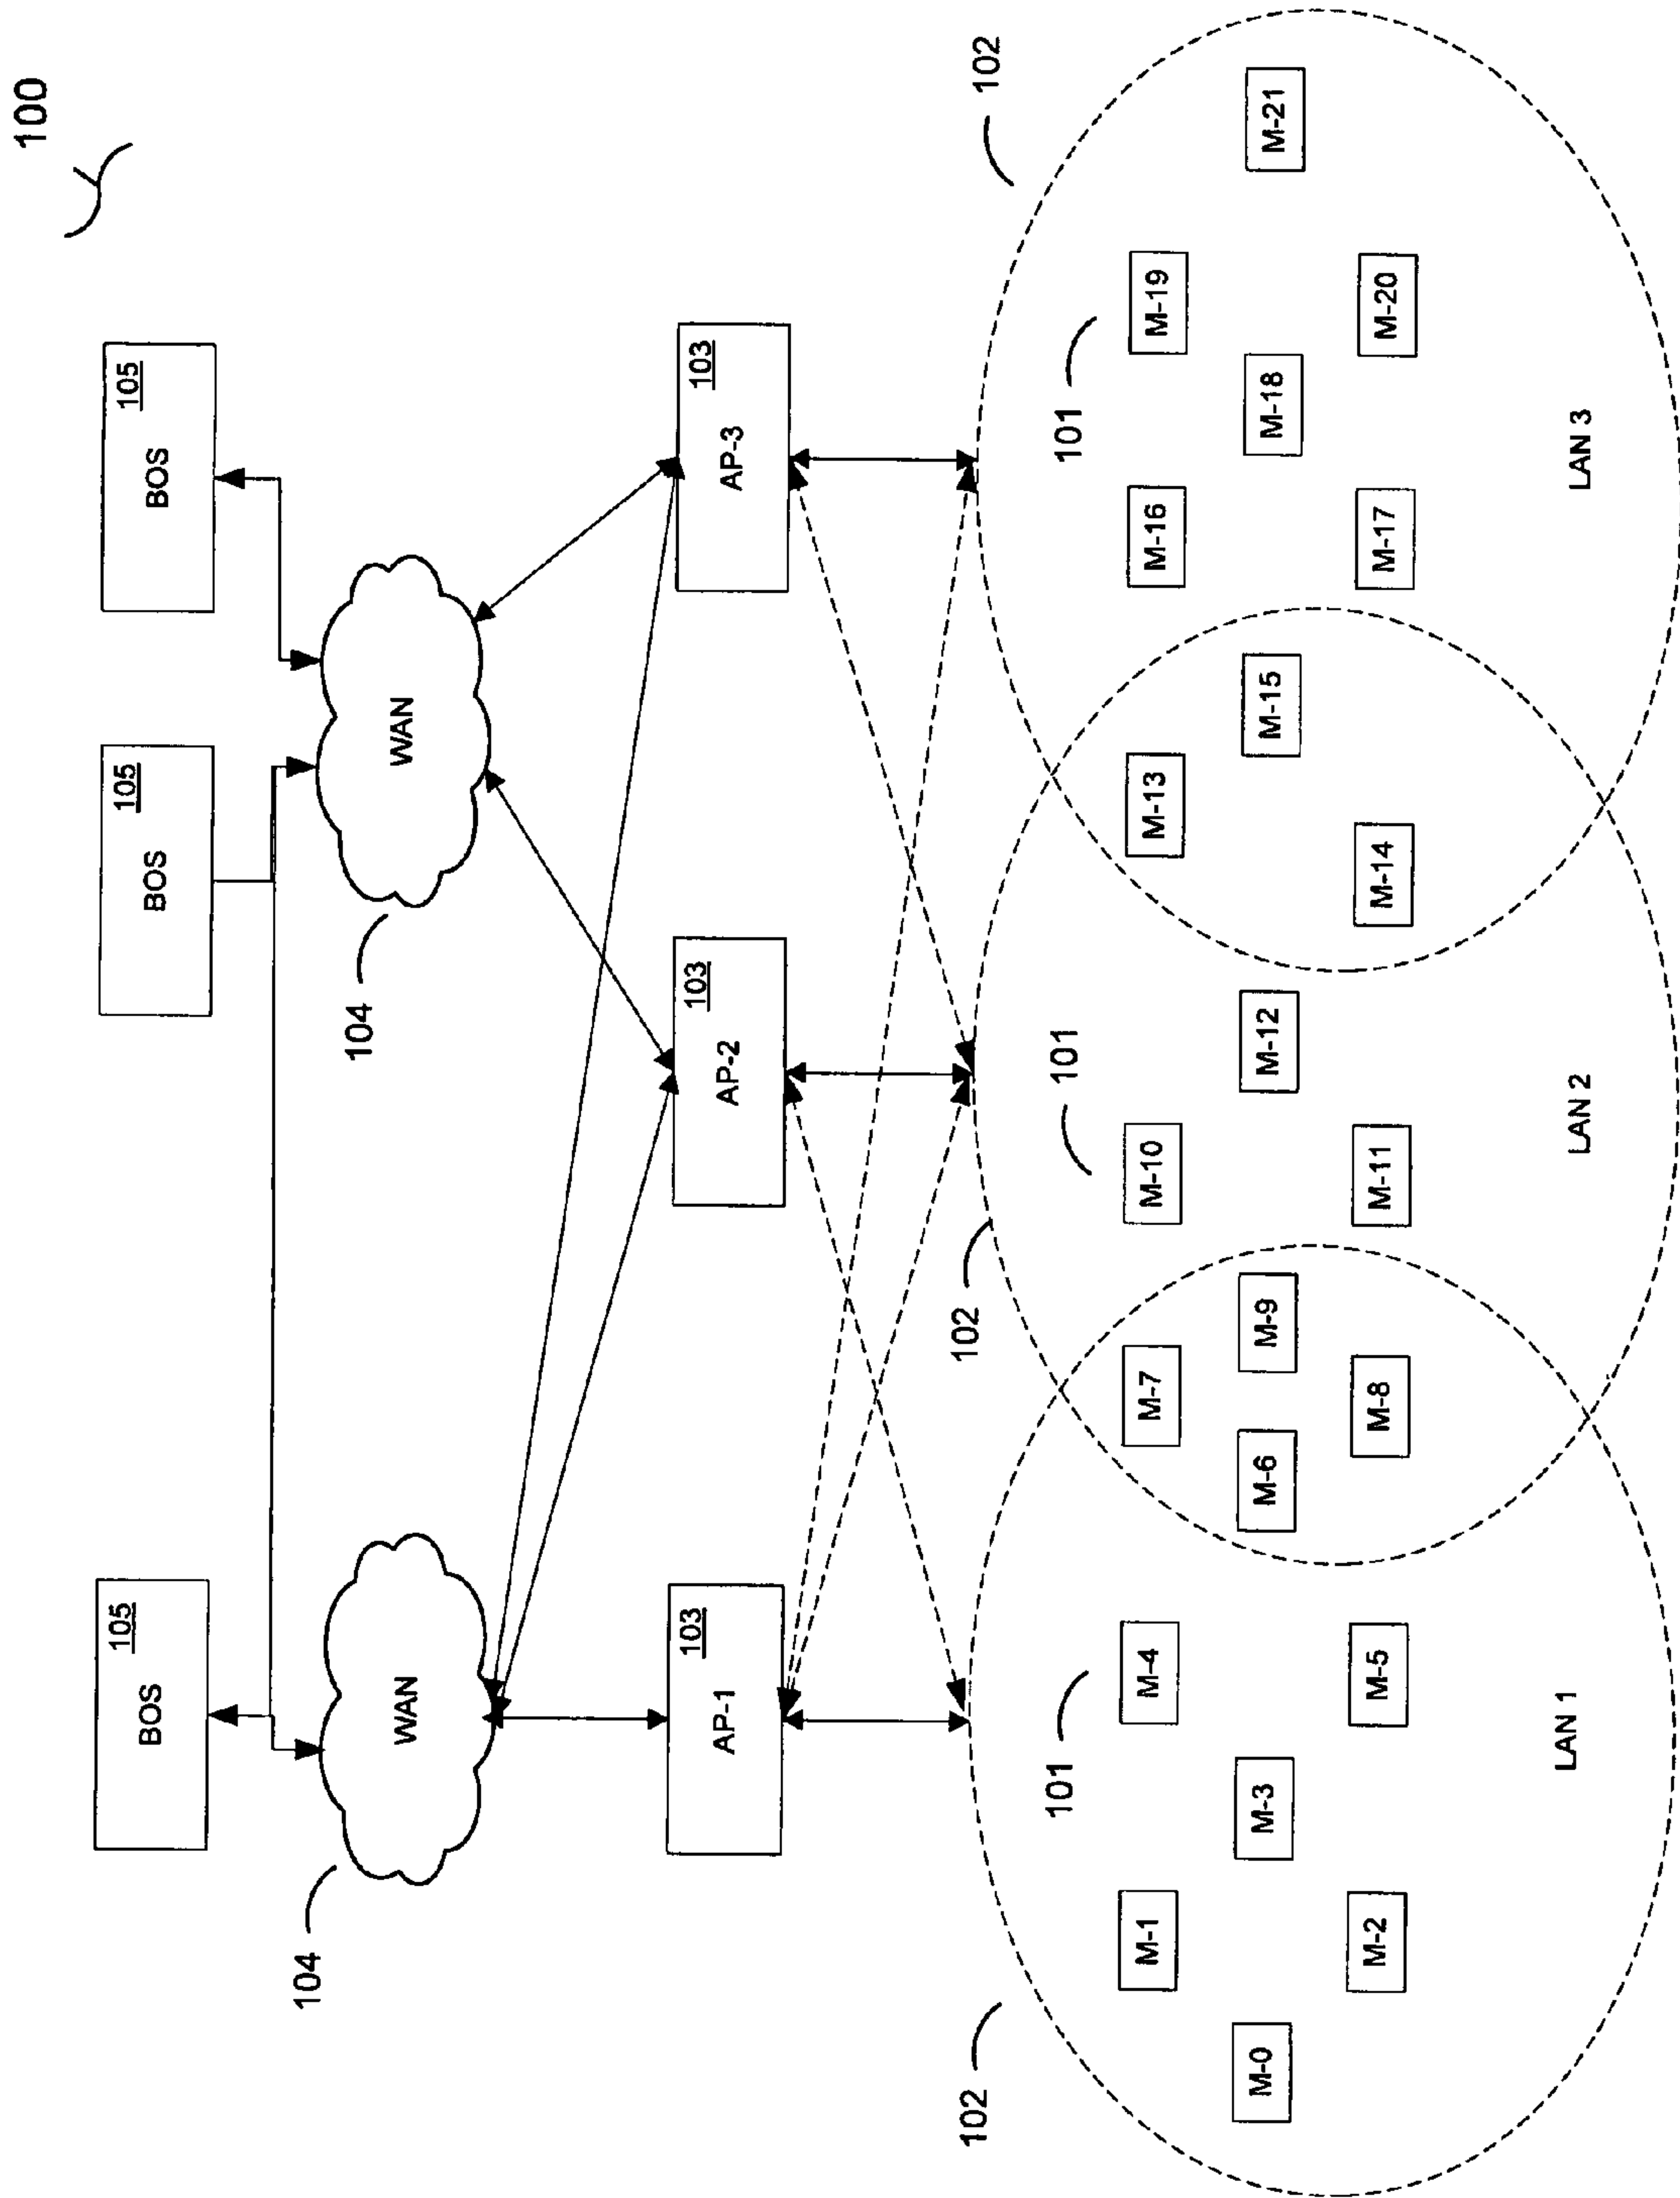 100
BOS
105
BOS
105
BOS
105
WAN
104
WAN
104
AP-1
103
AP-2
103
AP-3
103
102
102
102
101
101
101
M-1
M-4
M-7
M-10
M-13
M-16
M-19
M-0
M-3
M-6
M-9
M-12
M-15
M-18
M-21
M-2
M-5
M-8
M-11
M-14
M-17
M-20
LAN 1
LAN 2
LAN 3